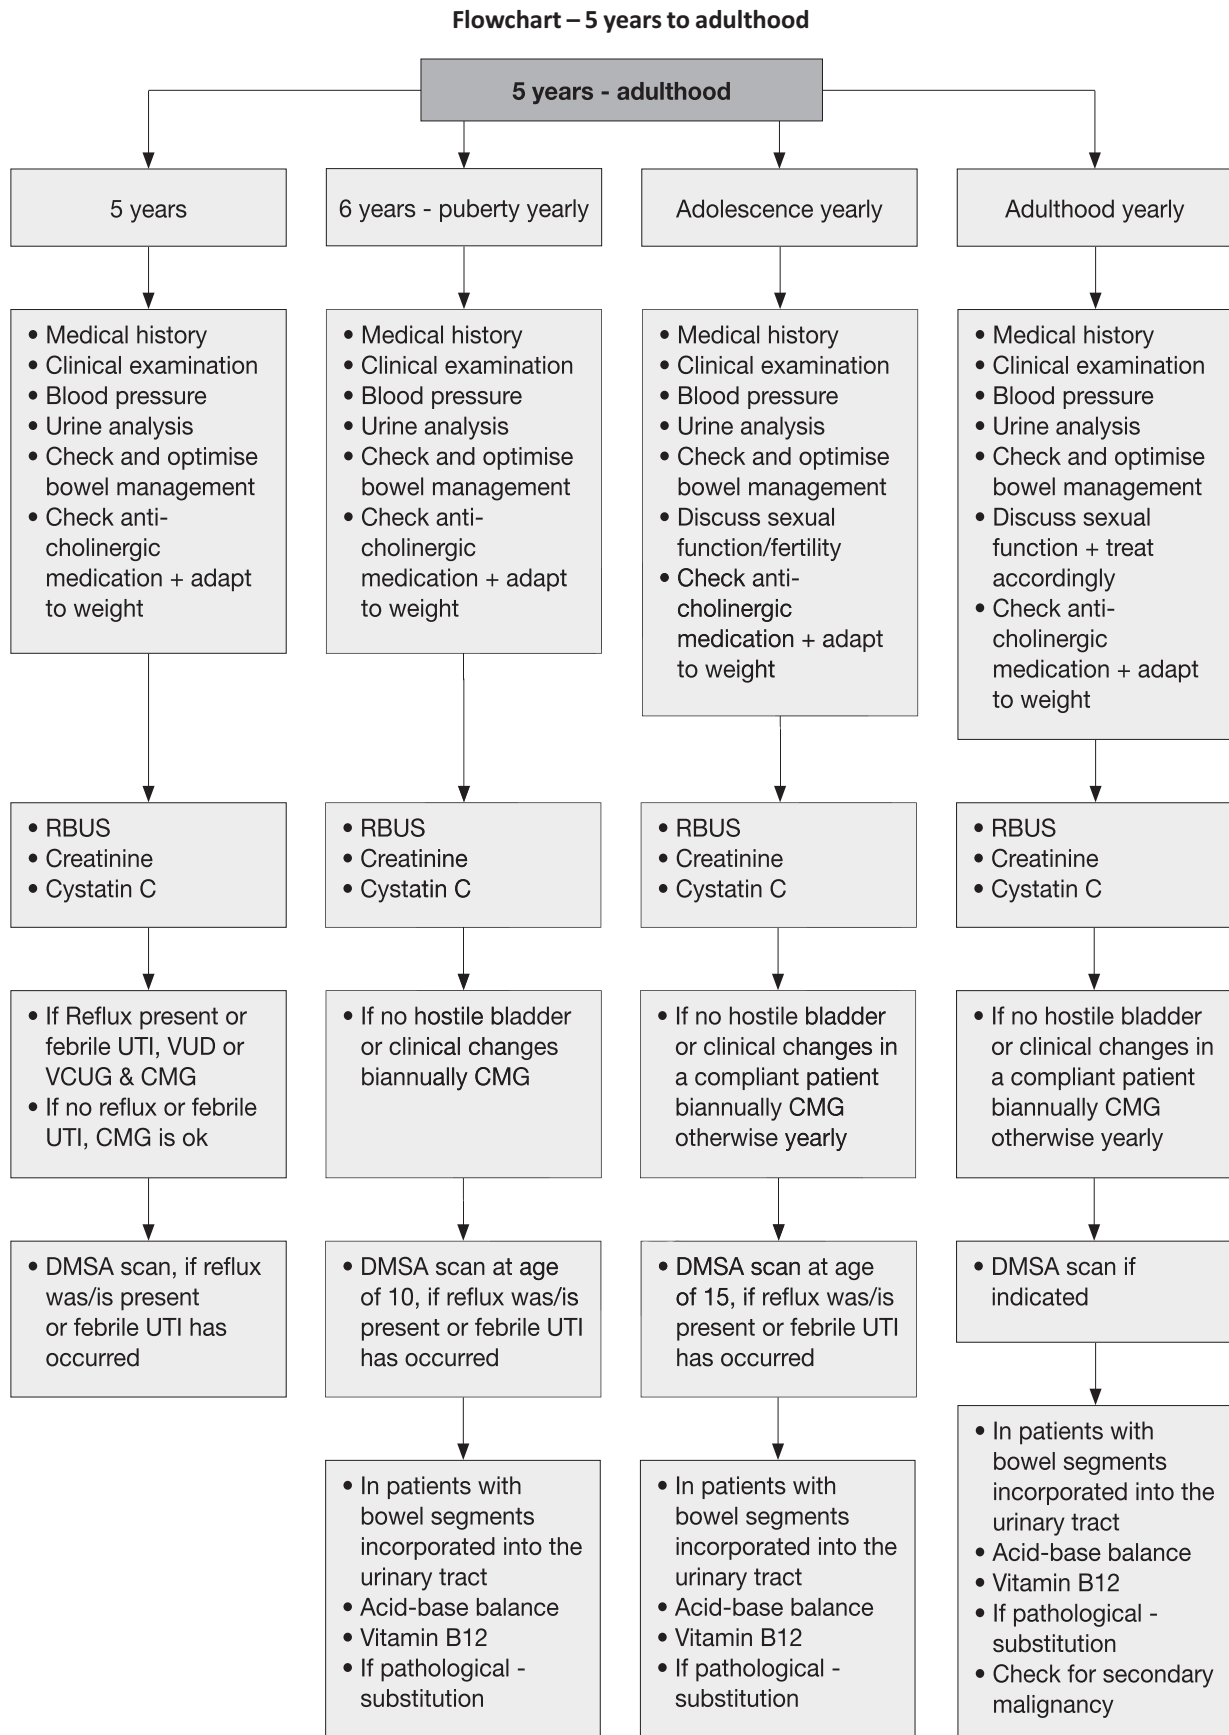 Flowchart – 5 years to adulthood
5 years - adulthood
5 years
6 years - puberty yearly
Adolescence yearly
Adulthood yearly
• Medical history
• Clinical examination
• Blood pressure
• Urine analysis
• Check and optimise
bowel management
• Check anti-
cholinergic
medication + adapt
to weight
• Medical history
• Clinical examination
• Blood pressure
• Urine analysis
• Check and optimise
bowel management
• Check anti-
cholinergic
medication + adapt
to weight
• Medical history
• Clinical examination
• Blood pressure
• Urine analysis
• Check and optimise
bowel management
• Discuss sexual
function/fertility
• Check anti-
cholinergic
medication + adapt
to weight
• Medical history
• Clinical examination
• Blood pressure
• Urine analysis
• Check and optimise
bowel management
• Discuss sexual
function + treat
accordingly
• Check anti-
cholinergic
medication + adapt
to weight
• RBUS
• Creatinine
• Cystatin C
• RBUS
• Creatinine
• Cystatin C
• RBUS
• Creatinine
• Cystatin C
• RBUS
• Creatinine
• Cystatin C
• If Reflux present or
febrile UTI, VUD or
VCUG & CMG
• If no reflux or febrile
UTI, CMG is ok
• If no hostile bladder
or clinical changes
biannually CMG
• If no hostile bladder
or clinical changes in
a compliant patient
biannually CMG
otherwise yearly
• If no hostile bladder
or clinical changes in
a compliant patient
biannually CMG
otherwise yearly
• DMSA scan, if reflux
was/is present
or febrile UTI has
occurred
• DMSA scan at age
of 10, if reflux was/is
present or febrile UTI
has occurred
• DMSA scan at age
of 15, if reflux was/is
present or febrile UTI
has occurred
• DMSA scan if
indicated
• In patients with
bowel segments
incorporated into the
urinary tract
• Acid-base balance
• Vitamin B12
• If pathological -
substitution
• In patients with
bowel segments
incorporated into the
urinary tract
• Acid-base balance
• Vitamin B12
• If pathological -
substitution
• In patients with
bowel segments
incorporated into the
urinary tract
• Acid-base balance
• Vitamin B12
• If pathological -
substitution
• Check for secondary
malignancy